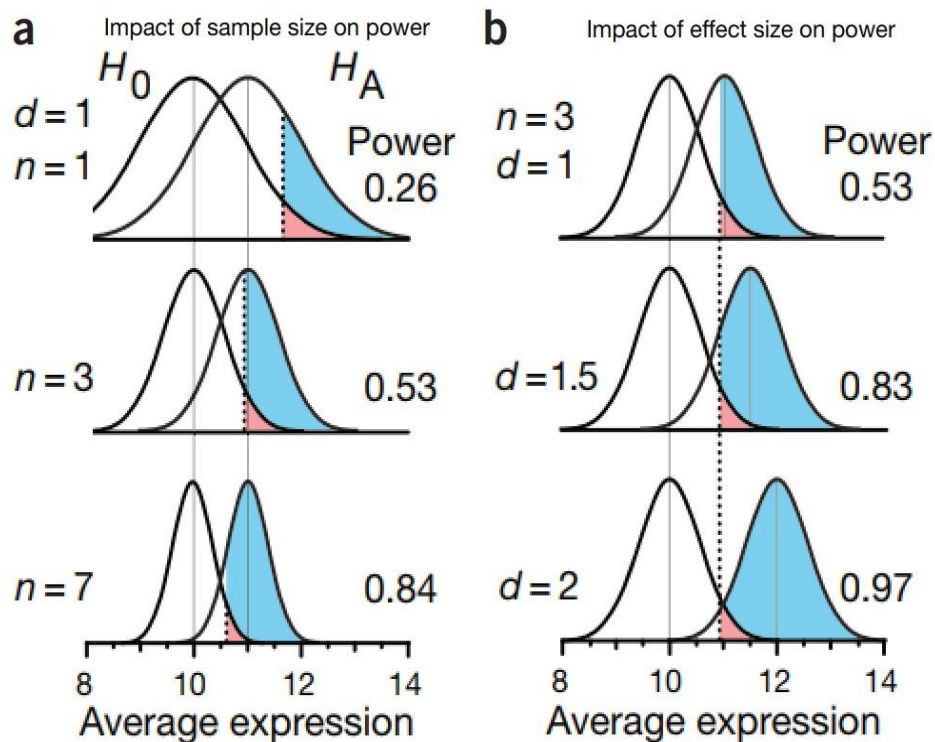 a Impact of sample size on power
H0 HA
d = 1
n = 1
Power
0.26
n = 3
0.53
n = 7
0.84
8 10 12 14
Average expression
b Impact of effect size on power
n = 3
d = 1
Power
0.53
d = 1.5
0.83
d = 2
0.97
8 10 12 14
Average expression